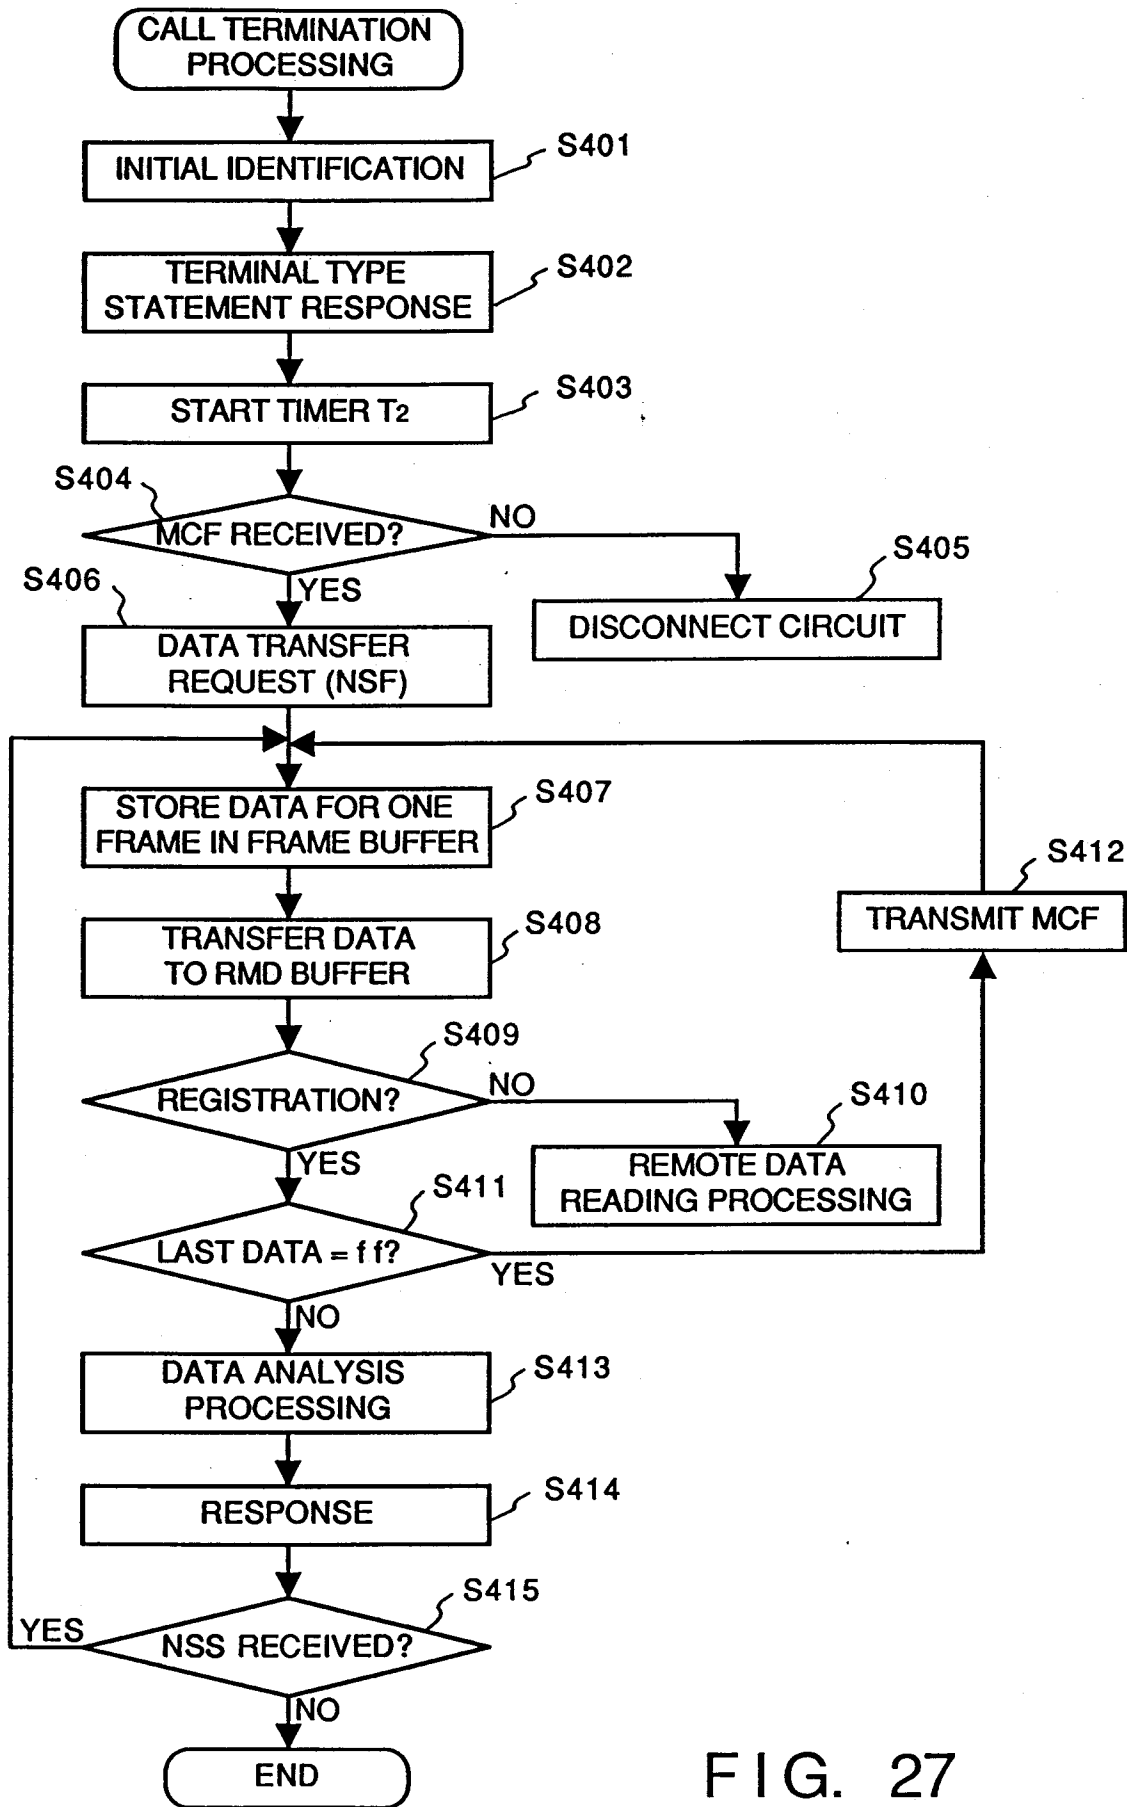 CALL TERMINATION
PROCESSING
S401
INITIAL IDENTIFICATION
S402
TERMINAL TYPE
STATEMENT RESPONSE
S403
START TIMER T2
S404
MCF RECEIVED?
NO
YES
S405
DISCONNECT CIRCUIT
S406
DATA TRANSFER
REQUEST (NSF)
S407
STORE DATA FOR ONE
FRAME IN FRAME BUFFER
S408
TRANSFER DATA
TO RMD BUFFER
S412
TRANSMIT MCF
S409
REGISTRATION?
NO
YES
S410
REMOTE DATA
READING PROCESSING
S411
LAST DATA = f f?
YES
NO
S413
DATA ANALYSIS
PROCESSING
S414
RESPONSE
S415
NSS RECEIVED?
YES
NO
END
FIG. 27